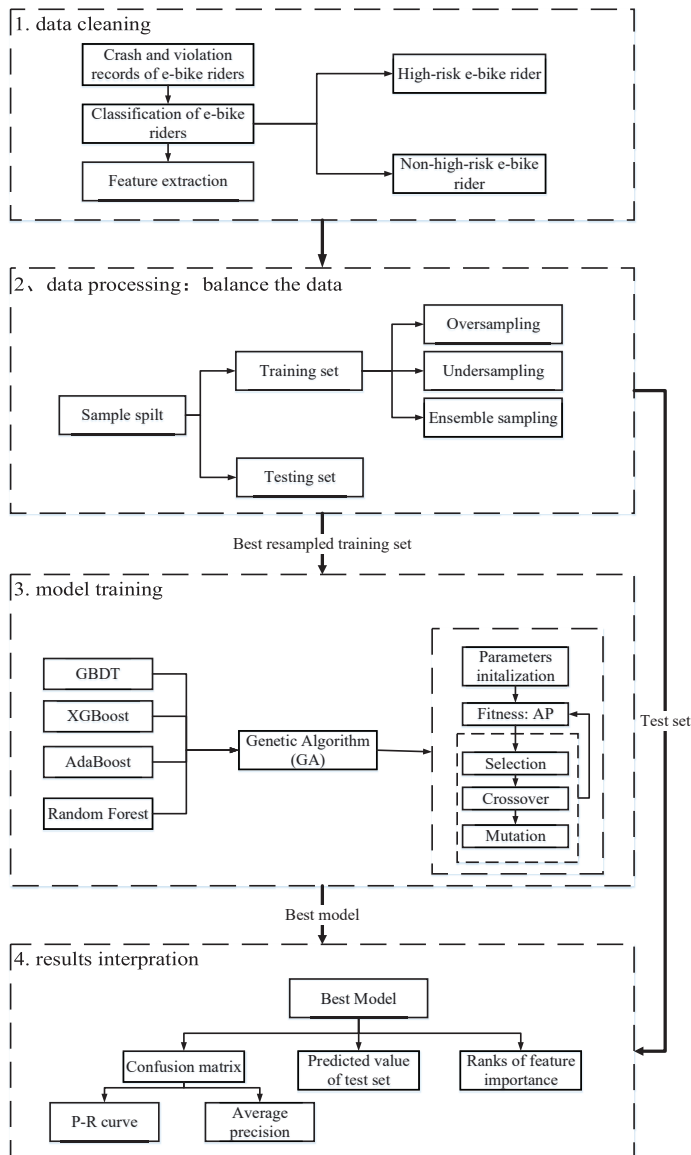 1. data cleaning
Crash and violation
records of e-bike riders
Classification of e-bike
riders
Feature extraction
High-risk e-bike rider
Non-high-risk e-bike
rider
2、data processing：balance the data
Sample spilt
Training set
Testing set
Oversampling
Undersampling
Ensemble sampling
Best resampled training set
3. model training
GBDT
XGBoost
AdaBoost
Random Forest
Genetic Algorithm
(GA)
Parameters
initalization
Fitness: AP
Selection
Crossover
Mutation
Test set
Best model
4. results interpration
Best Model
Confusion matrix
Predicted value
of test set
Ranks of feature
importance
P-R curve
Average
precision